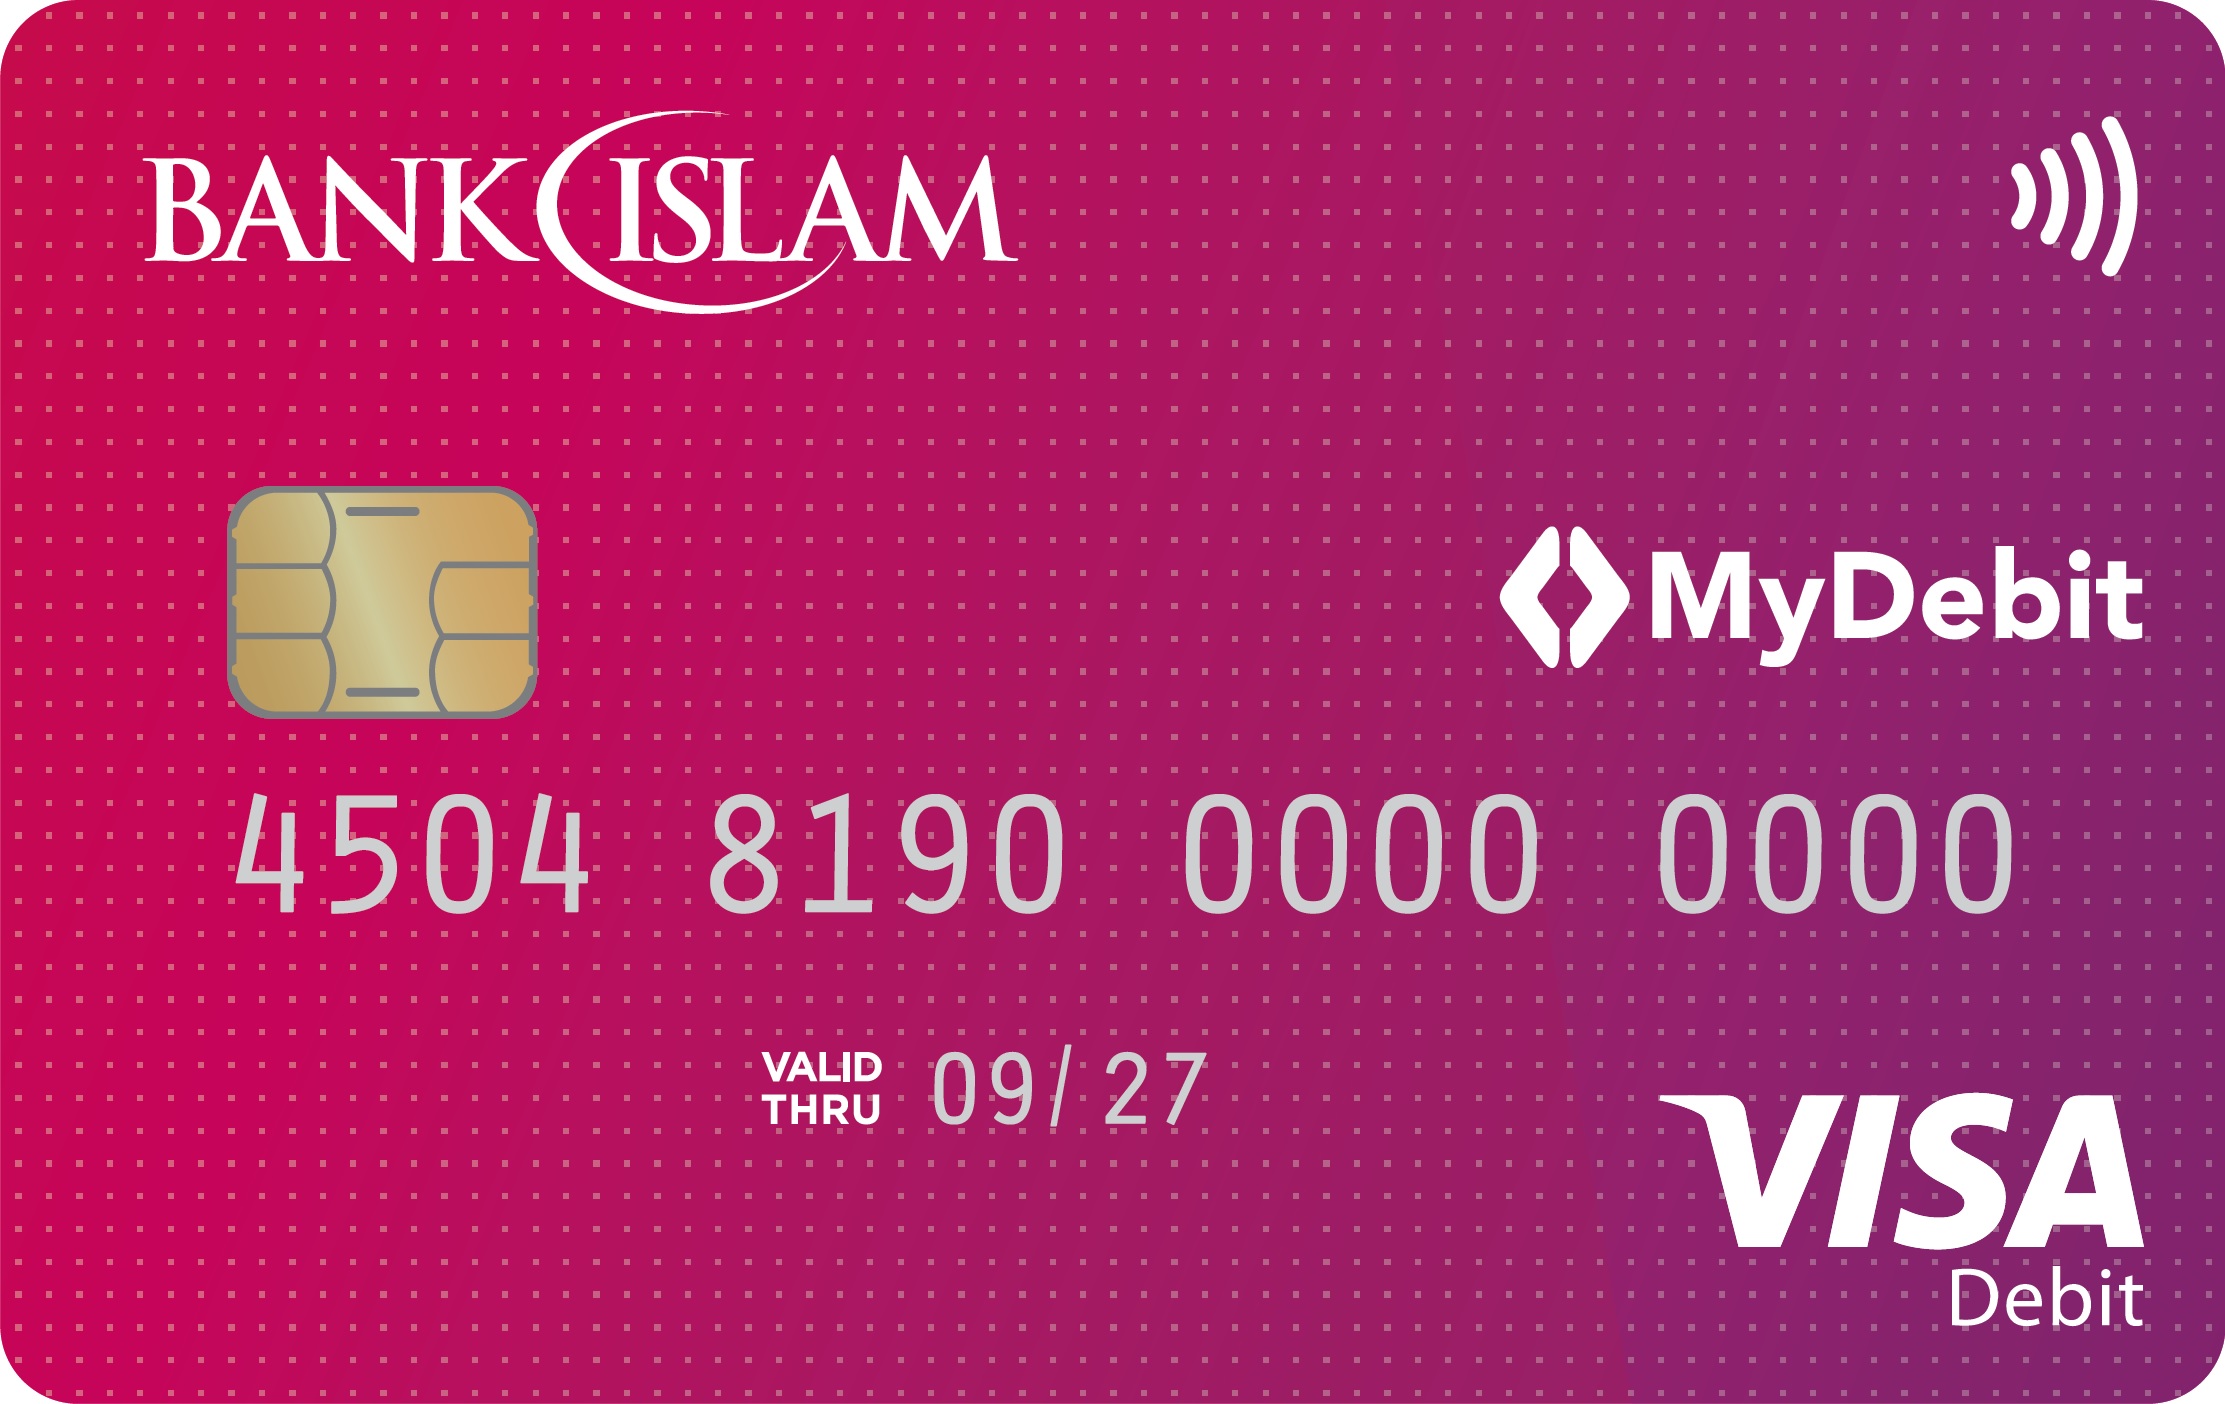 BANK ISLAM
MyDebit
4504 8190 0000 0000
VALID
THRU 09/27
VISA
Debit